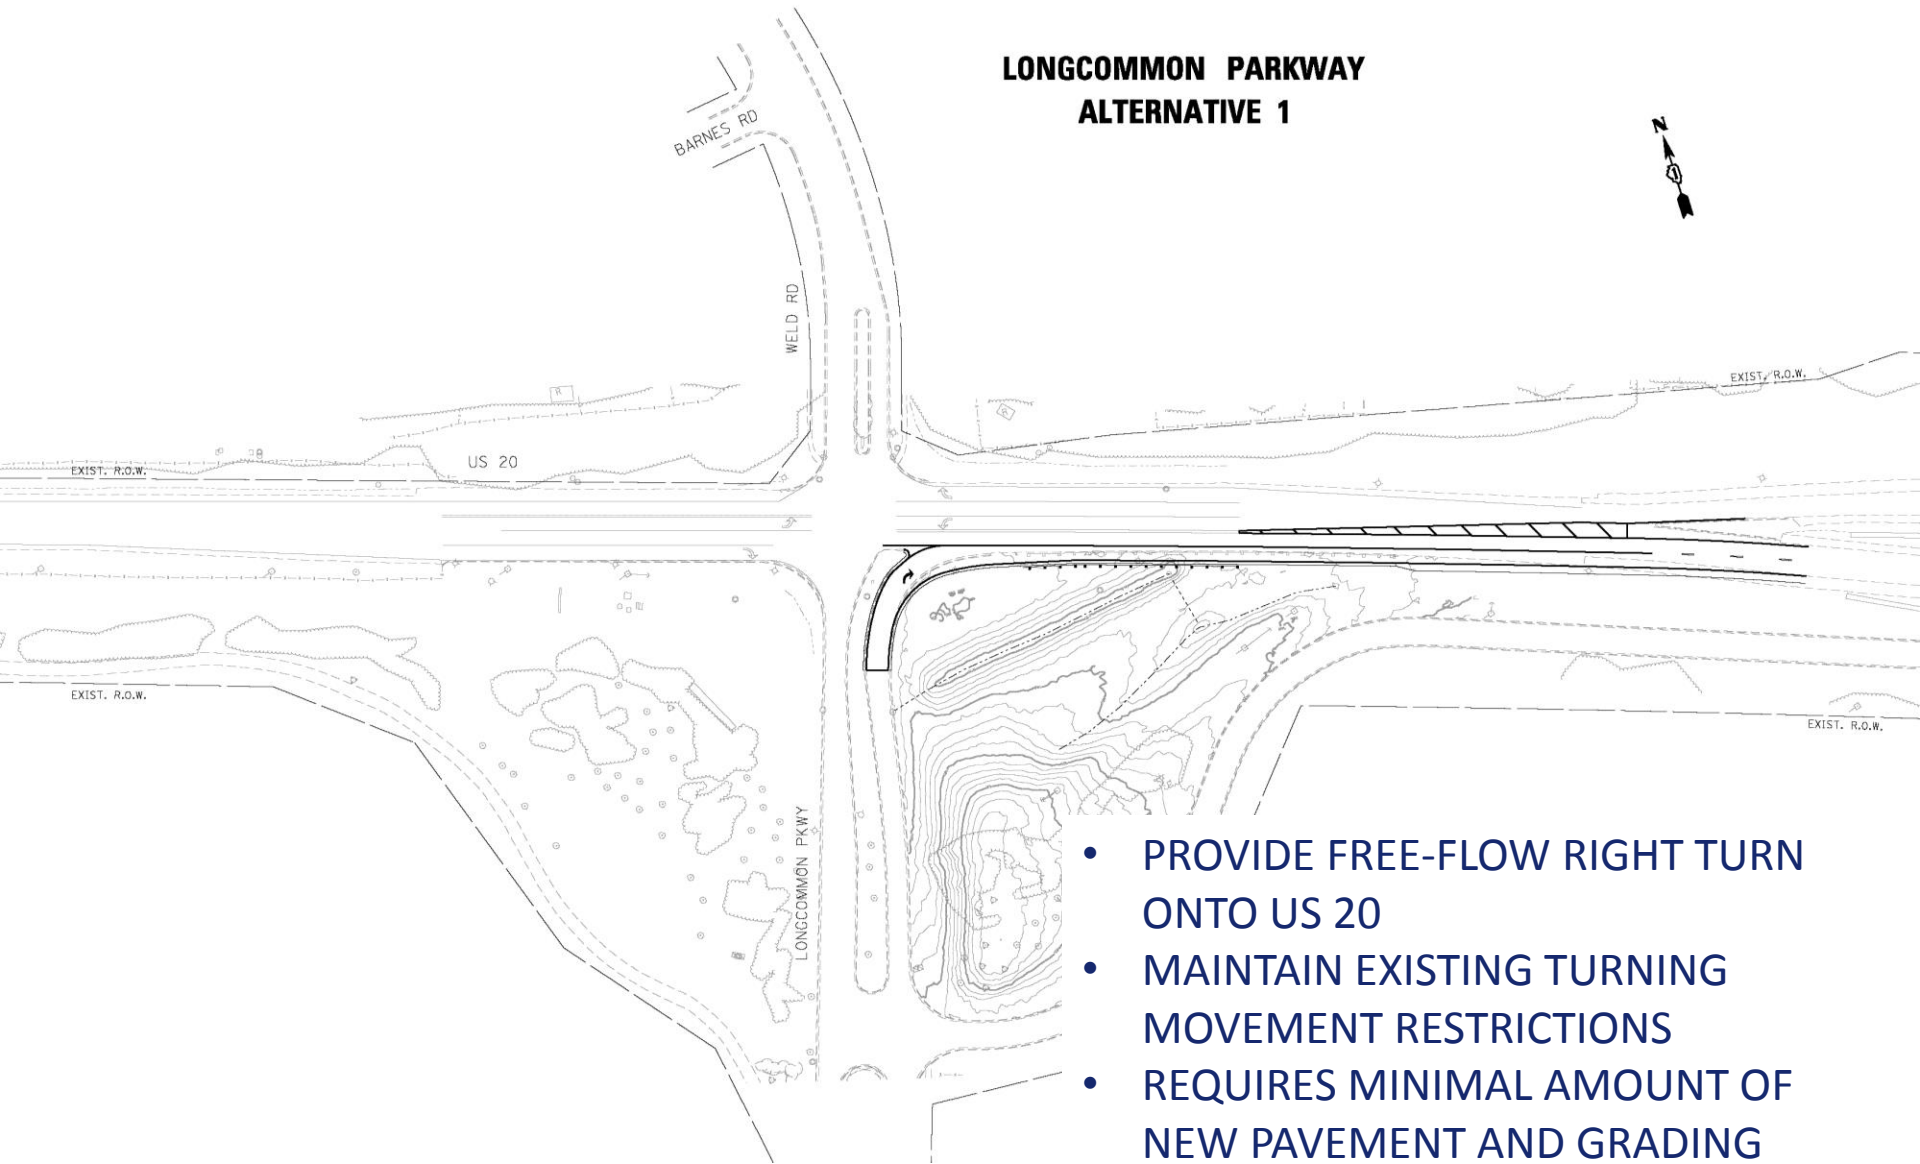 LONGCOMMON PARKWAY
ALTERNATIVE 1
N
BARNES RD
WELD RD
EXIST. R.O.W.
EXIST. R.O.W.
US 20
EXIST. R.O.W.
EXIST. R.O.W.
LONGCOMMON PKWY
• PROVIDE FREE-FLOW RIGHT TURN
ONTO US 20
• MAINTAIN EXISTING TURNING
MOVEMENT RESTRICTIONS
• REQUIRES MINIMAL AMOUNT OF
NEW PAVEMENT AND GRADING